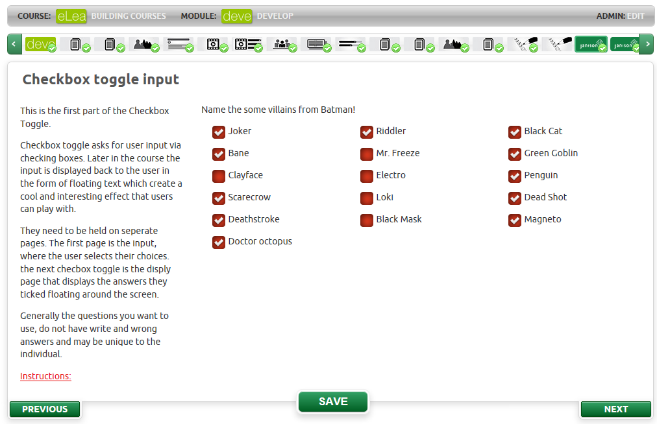 COURSE: eLea BUILDING COURSES MODULE: deve DEVELOP ADMIN: EDIT
deve
Checkbox toggle input
This is the first part of the Checkbox
Toggle.
Checkbox toggle asks for user input via
checking boxes. Later in the course the
input is displayed back to the user in
the form of floating text which create a
cool and interesting effect that users
can play with.
They need to be held on seperate
pages. The first page is the input,
where the user selects their choices.
the next checbox toggle is the disply
page that displays the answers they
ticked floating around the screen.
Generally the questions you want to
use, do not have write and wrong
answers and may be unique to the
individual.
Instructions:
Name the some villains from Batman!
Joker Riddler Black Cat
Bane Mr. Freeze Green Goblin
Clayface Electro Penguin
Scarecrow Loki Dead Shot
Deathstroke Black Mask Magneto
Doctor octopus
PREVIOUS SAVE NEXT